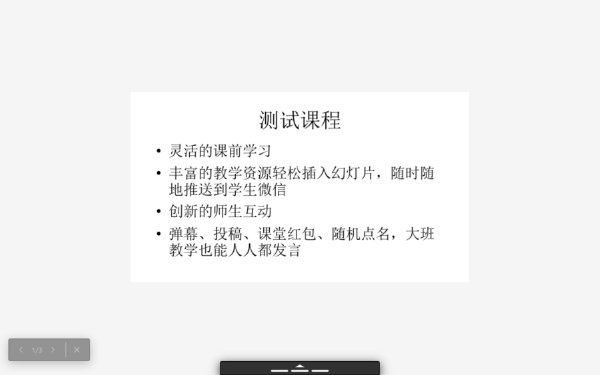 测试课程
• 灵活的课前学习
• 丰富的教学资源轻松插入幻灯片，随时随
地推送到学生微信
• 创新的师生互动
• 弹幕、投稿、课堂红包、随机点名，大班
教学也能人人都发言
1/3